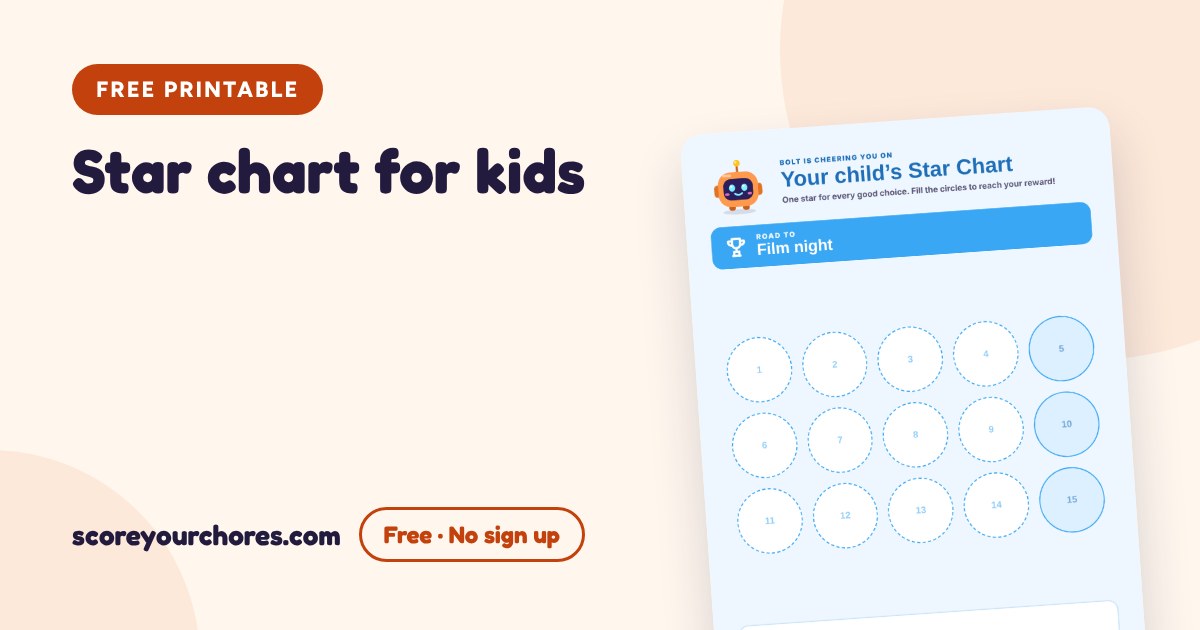 FREE PRINTABLE
Star chart for kids
BOLT IS CHEERING YOU ON
Your child’s Star Chart
One star for every good choice. Fill the circles to reach your reward!
ROAD TO
Film night
1 2 3 4 5
6 7 8 9 10
11 12 13 14 15
scoreyourchores.com
Free · No sign up